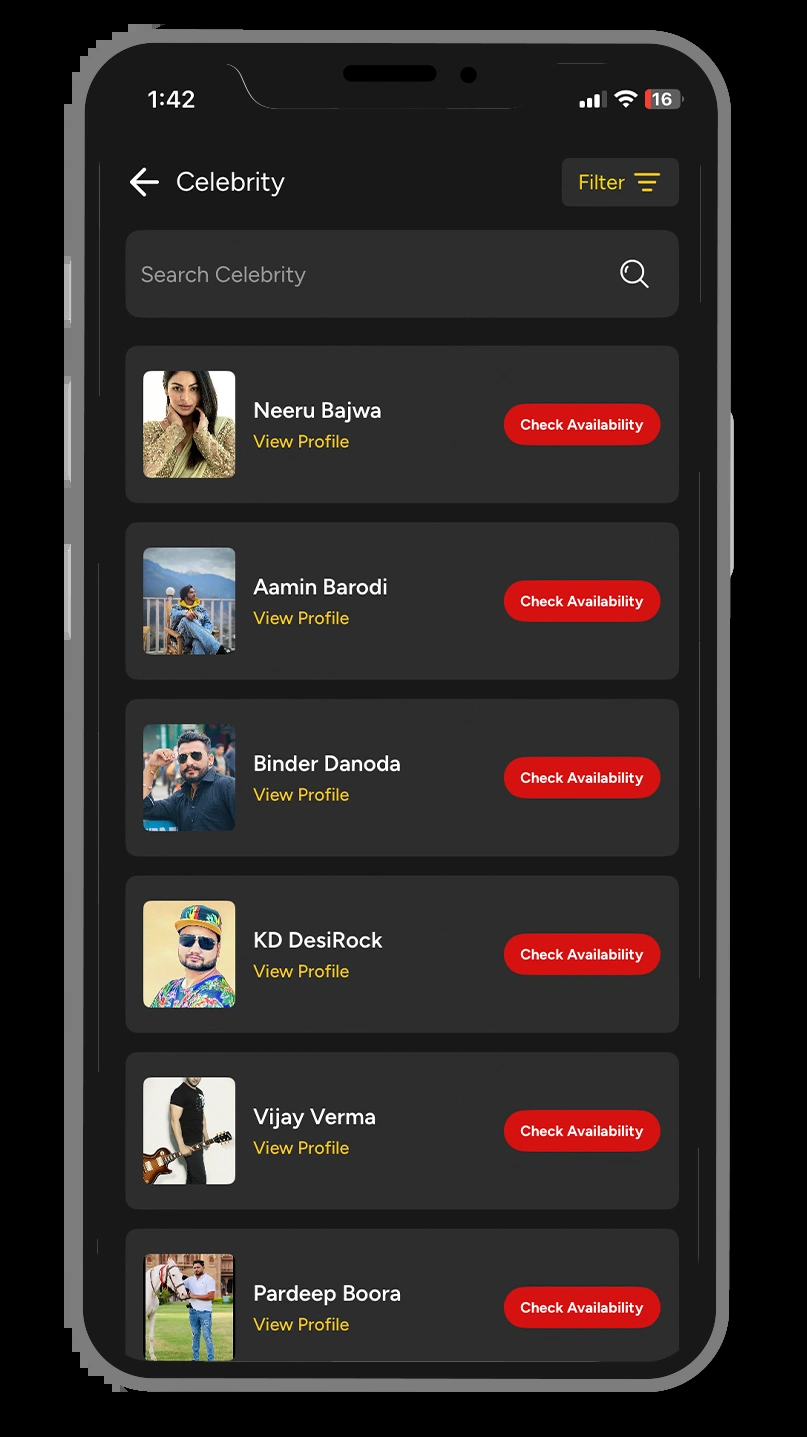 1:42
16
Celebrity
Filter
Search Celebrity
Neeru Bajwa
View Profile
Check Availability
Aamin Barodi
View Profile
Check Availability
Binder Danoda
View Profile
Check Availability
KD DesiRock
View Profile
Check Availability
Vijay Verma
View Profile
Check Availability
Pardeep Boora
View Profile
Check Availability